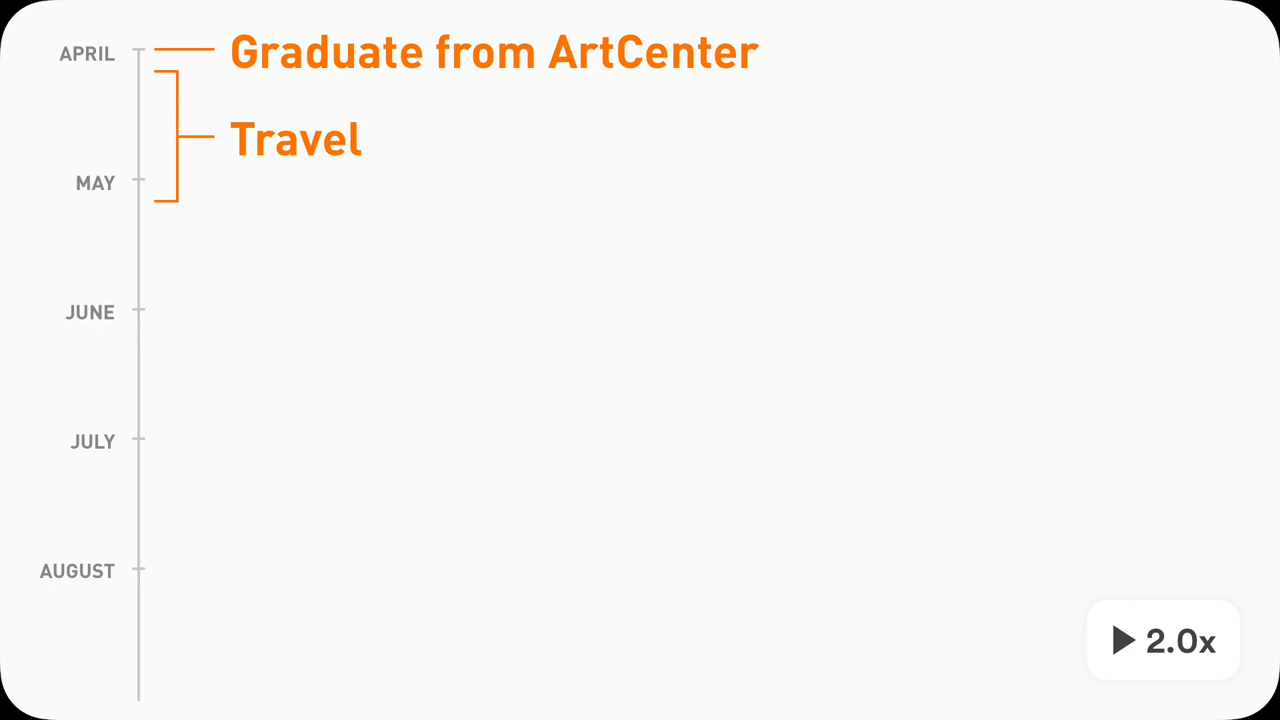 APRIL
Graduate from ArtCenter
Travel
MAY
JUNE
JULY
AUGUST
2.0x